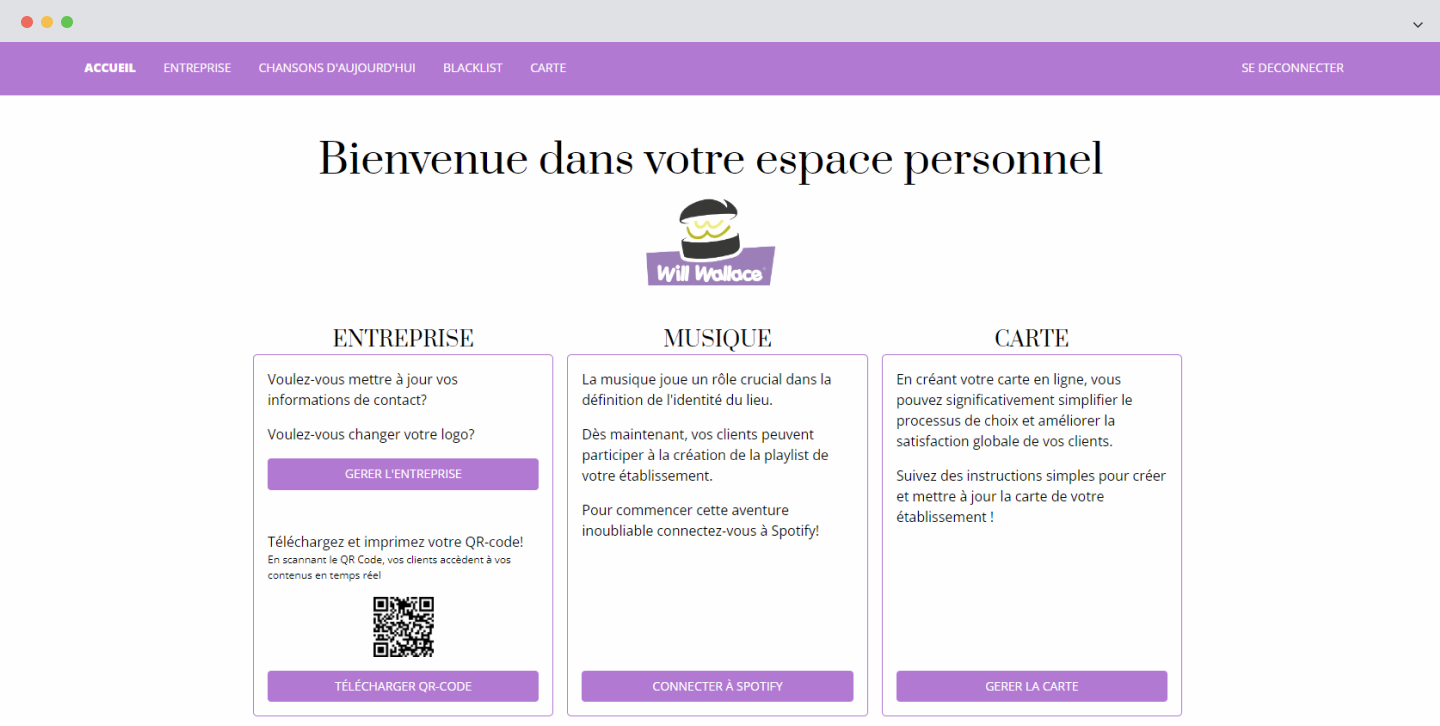 ACCUEIL ENTREPRISE CHANSONS D'AUJOURD'HUI BLACKLIST CARTE SE DECONNECTER
Bienvenue dans votre espace personnel
Will Wallace
ENTREPRISE
Voulez-vous mettre à jour vos
informations de contact?
Voulez-vous changer votre logo?
GERER L'ENTREPRISE
Téléchargez et imprimez votre QR-code!
En scannant le QR Code, vos clients accèdent à vos
contenus en temps réel
TÉLÉCHARGER QR-CODE
MUSIQUE
La musique joue un rôle crucial dans la
définition de l'identité du lieu.
Dès maintenant, vos clients peuvent
participer à la création de la playlist de
votre établissement.
Pour commencer cette aventure
inoubliable connectez-vous à Spotify!
CONNECTER À SPOTIFY
CARTE
En créant votre carte en ligne, vous
pouvez significativement simplifier le
processus de choix et améliorer la
satisfaction globale de vos clients.
Suivez des instructions simples pour créer
et mettre à jour la carte de votre
établissement !
GERER LA CARTE